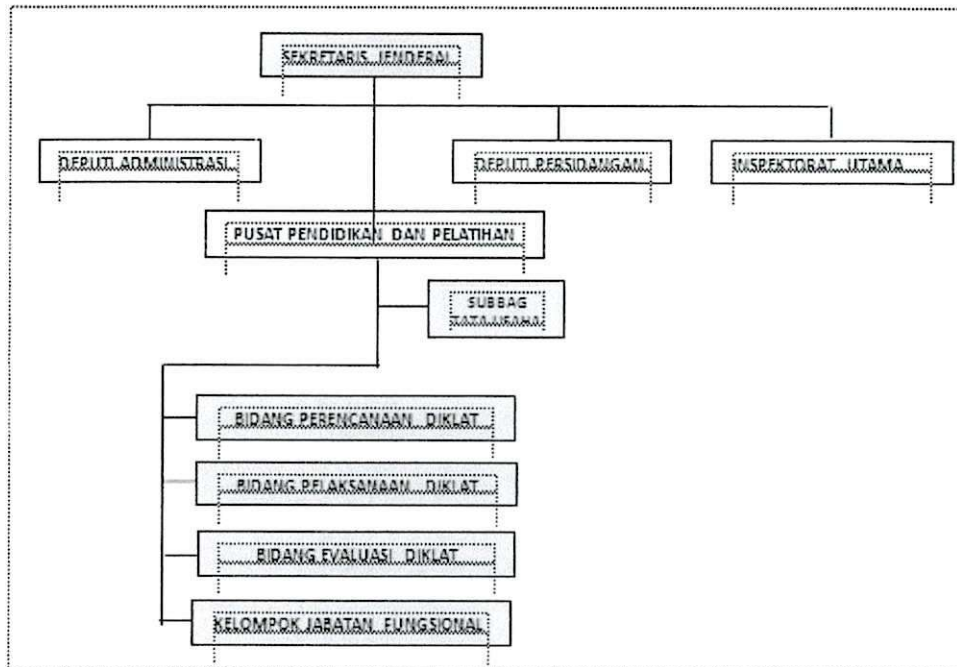 SEKRETARIS JENDERAL
DEPUTI ADMINISTRASI
DEPUTI PERSIDANGAN
INSPEKTORAT UTAMA
PUSAT PENDIDIKAN DAN PELATIHAN
SUBBAG
TATA USAHA
BIDANG PERENCANAAN DIKLAT
BIDANG PELAKSANAAN DIKLAT
BIDANG EVALUASI DIKLAT
KELOMPOK JABATAN FUNGSIONAL